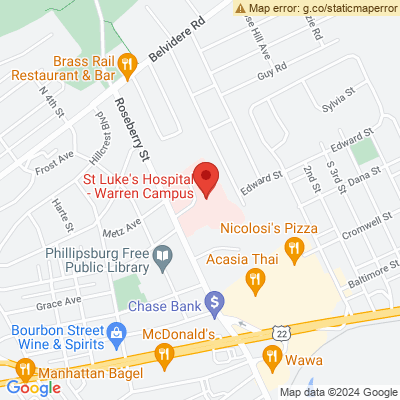 Map error: g.co/staticmaperror
Belvidere Rd
Brass Rail
Restaurant & Bar
N 4th St
Rose Hill Ave
Guy Rd
Sylvia St
Roseberry St
Hillcrest Blvd
Frost Ave
Edward St
Edward St
2nd St
S 3rd St
Dana St
St Luke's Hospital
- Warren Campus
Harte St
Metz Ave
Nicolosi's Pizza
Cromwell St
Phillipsburg Free
Public Library
Acasia Thai
Baltimore St
Grace Ave
Chase Bank
Bourbon Street
Wine & Spirits
McDonald's
22
Wawa
Manhattan Bagel
Google
Map data ©2024 Google